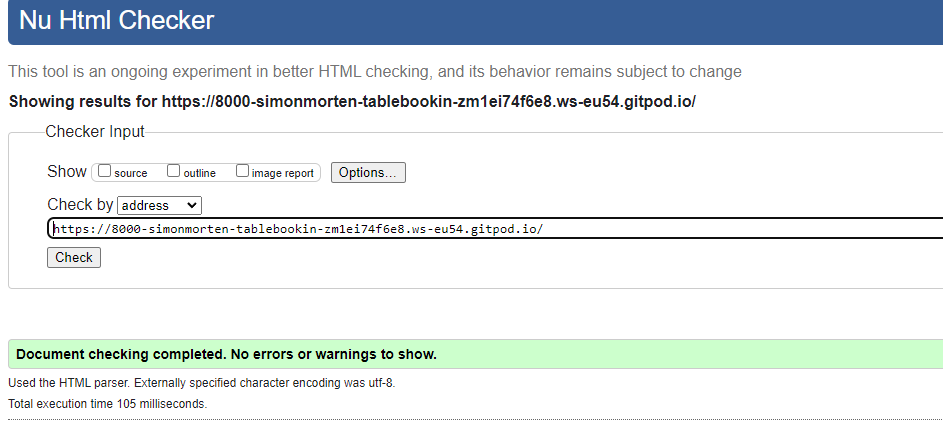 Nu Html Checker
This tool is an ongoing experiment in better HTML checking, and its behavior remains subject to change
Showing results for https://8000-simonmorten-tablebookin-zm1ei74f6e8.ws-eu54.gitpod.io/
Checker Input
Show source outline image report Options...
Check by address
https://8000-simonmorten-tablebookin-zm1ei74f6e8.ws-eu54.gitpod.io/
Check
Document checking completed. No errors or warnings to show.
Used the HTML parser. Externally specified character encoding was utf-8.
Total execution time 105 milliseconds.